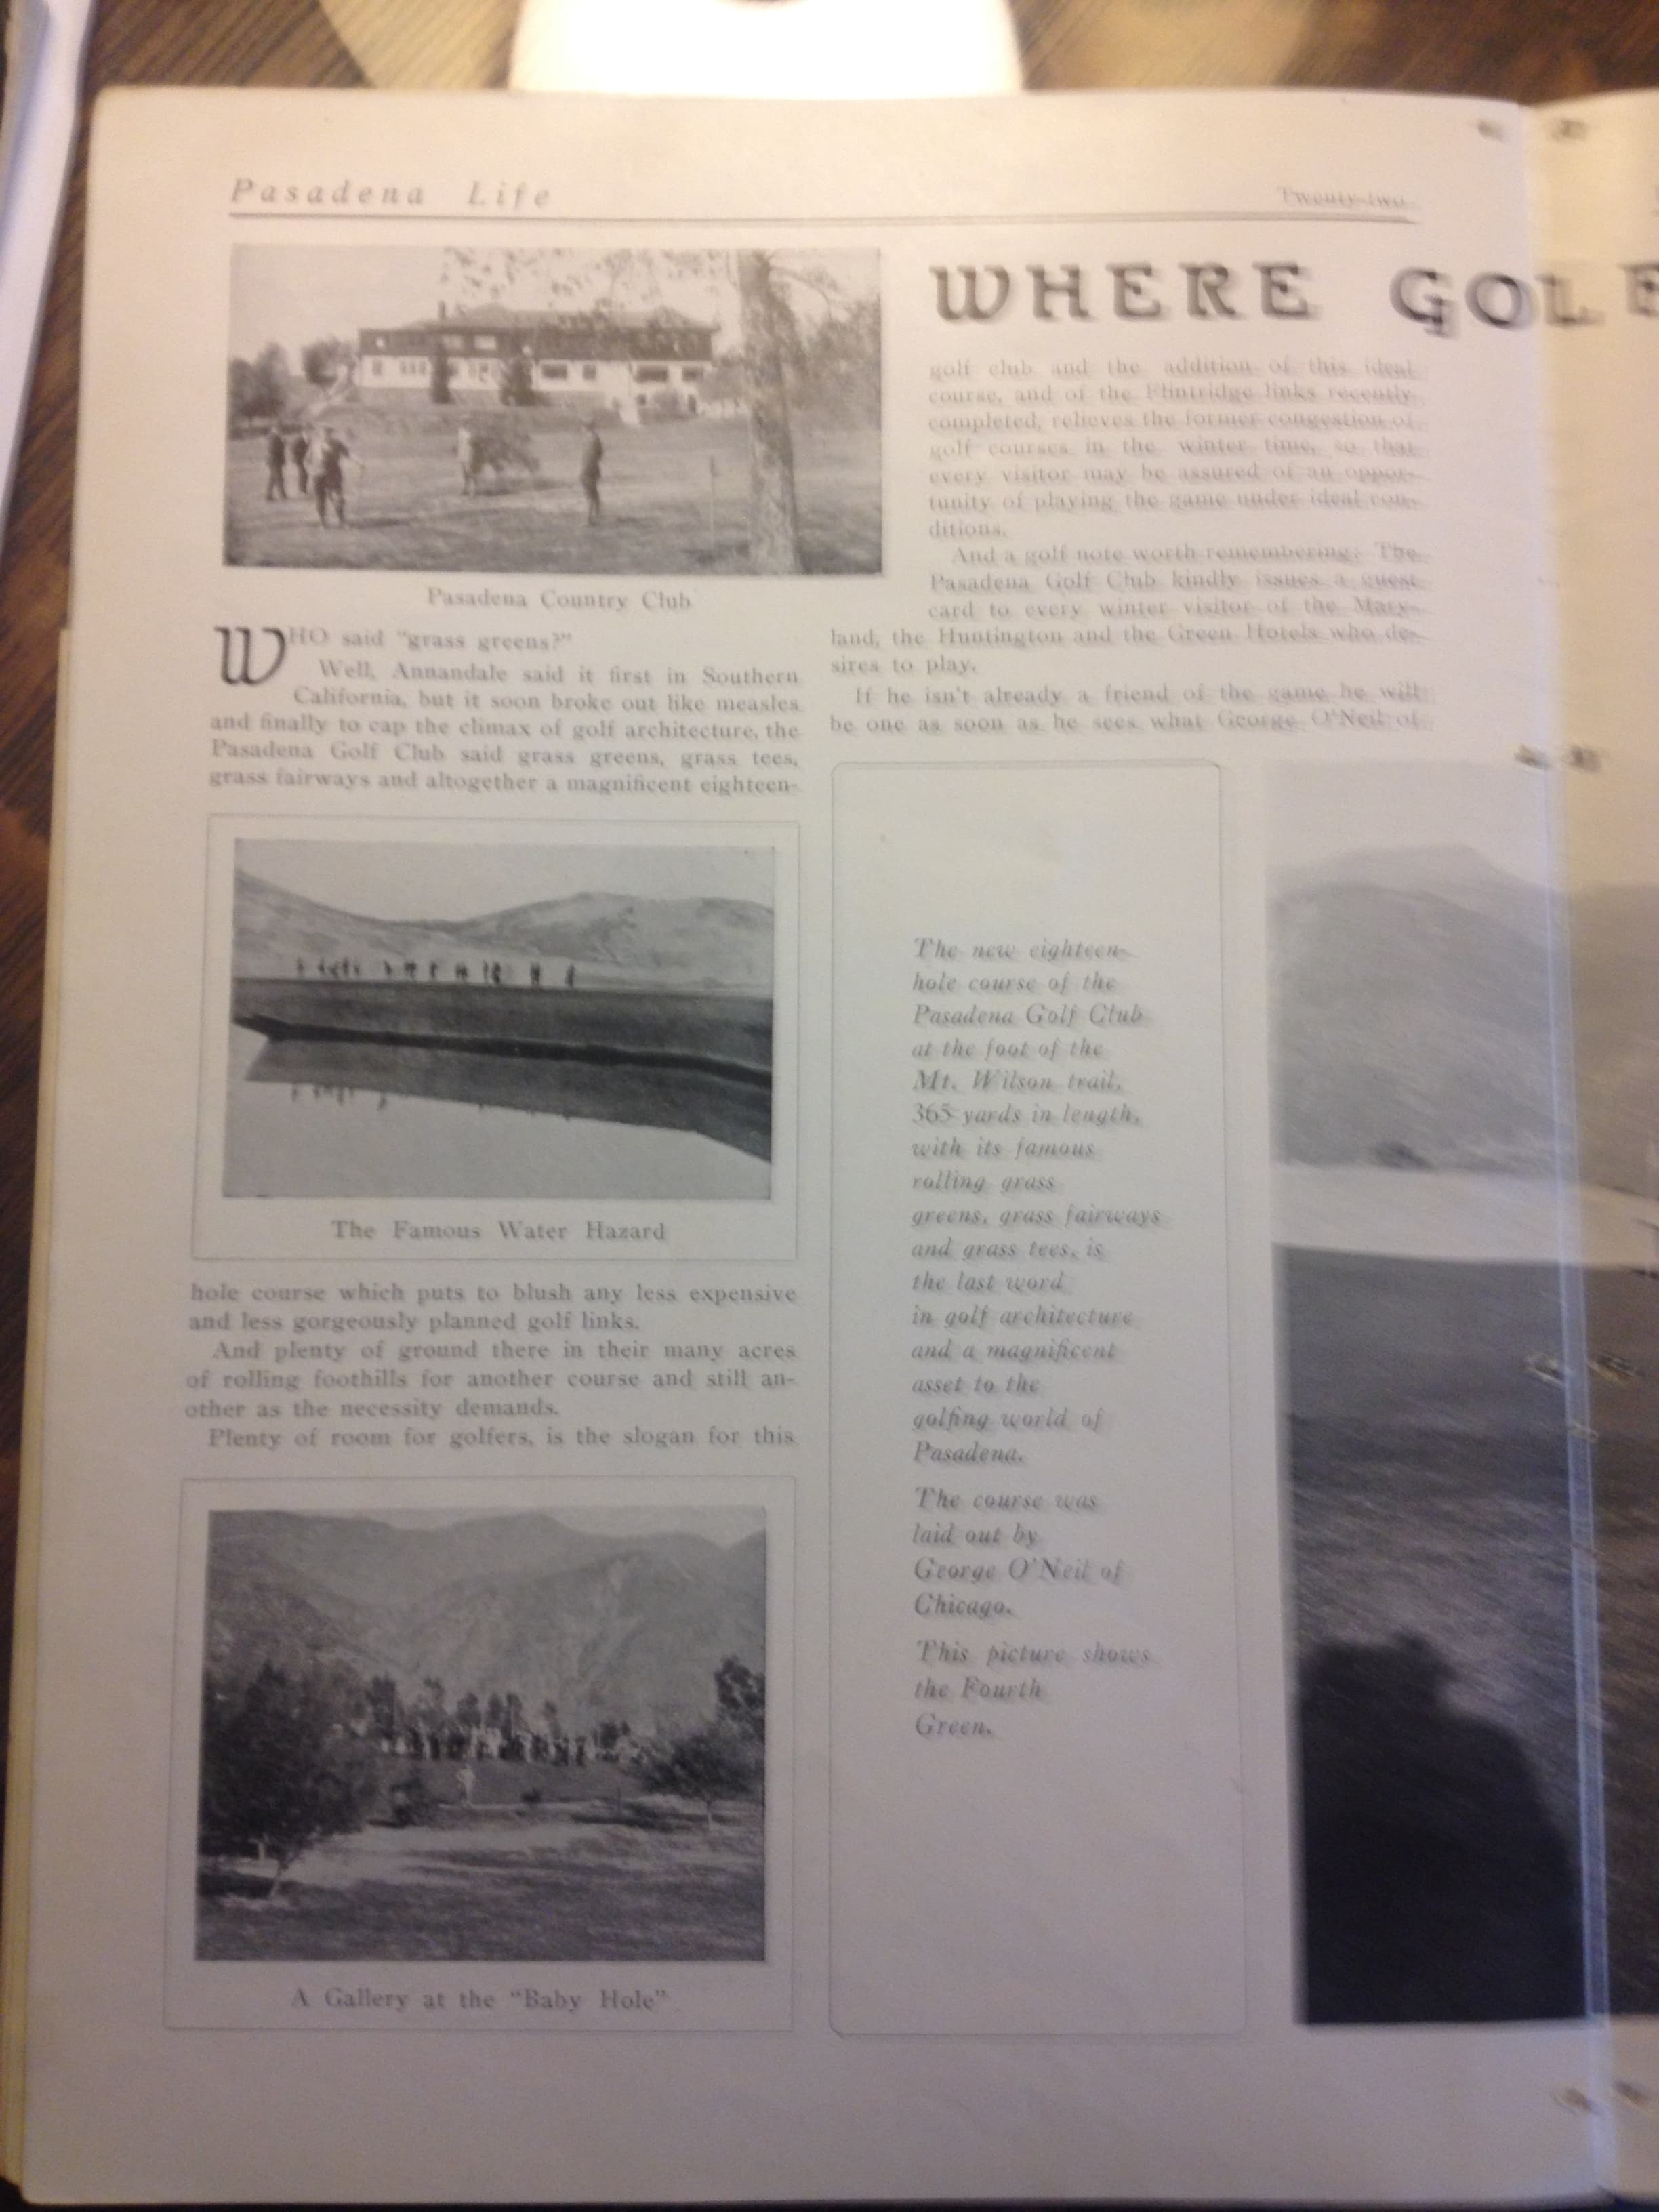 Pasadena Life
Twenty-two
WHERE GOLF
Pasadena Country Club
WHO said "grass greens?"
Well, Annandale said it first in Southern
California, but it soon broke out like measles
and finally to cap the climax of golf architecture, the
Pasadena Golf Club said grass greens, grass tees,
grass fairways and altogether a magnificent eighteen-
The Famous Water Hazard
hole course which puts to blush any less expensive
and less gorgeously planned golf links.
And plenty of ground there in their many acres
of rolling foothills for another course and still an-
other as the necessity demands.
Plenty of room for golfers, is the slogan for this
A Gallery at the "Baby Hole"
golf club and the addition of this ideal
course, and of the Flintridge links recently
completed, relieves the former congestion of
golf courses in the winter time, so that
every visitor may be assured of an oppor-
tunity of playing the game under ideal con-
ditions.
And a golf note worth remembering: The
Pasadena Golf Club kindly issues a guest
card to every winter visitor of the Mary-
land, the Huntington and the Green Hotels who de-
sires to play.
If he isn't already a friend of the game he will
be one as soon as he sees what George O'Neil of
The new eighteen-
hole course of the
Pasadena Golf Club
at the foot of the
Mt. Wilson trail,
365 yards in length,
with its famous
rolling grass
greens, grass fairways
and grass tees, is
the last word
in golf architecture
and a magnificent
asset to the
golfing world of
Pasadena.
The course was
laid out by
George O'Neil of
Chicago.
This picture shows
the Fourth
Green.